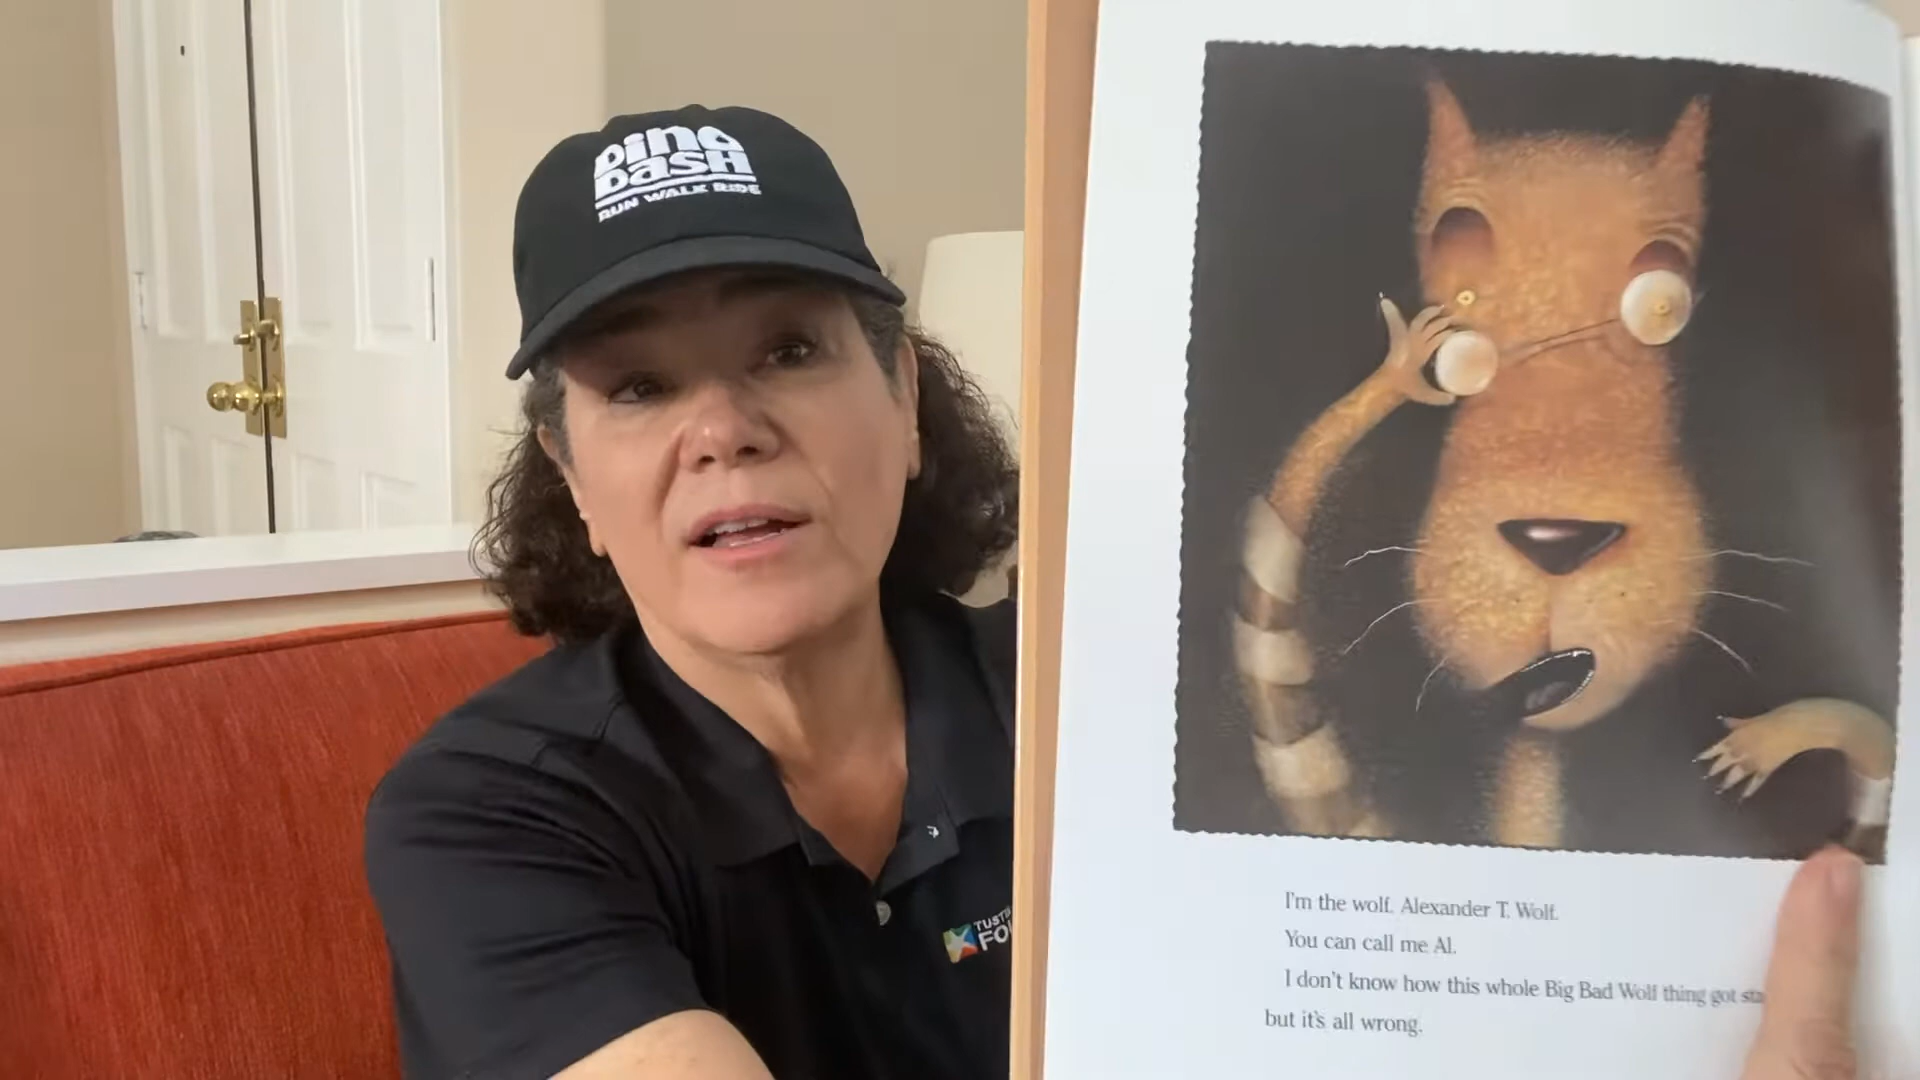 Dino
Dash
RUN WALK RIDE
FO
I'm the wolf. Alexander T. Wolf.
You can call me Al.
I don't know how this whole Big Bad Wolf thing got
but it's all wrong.